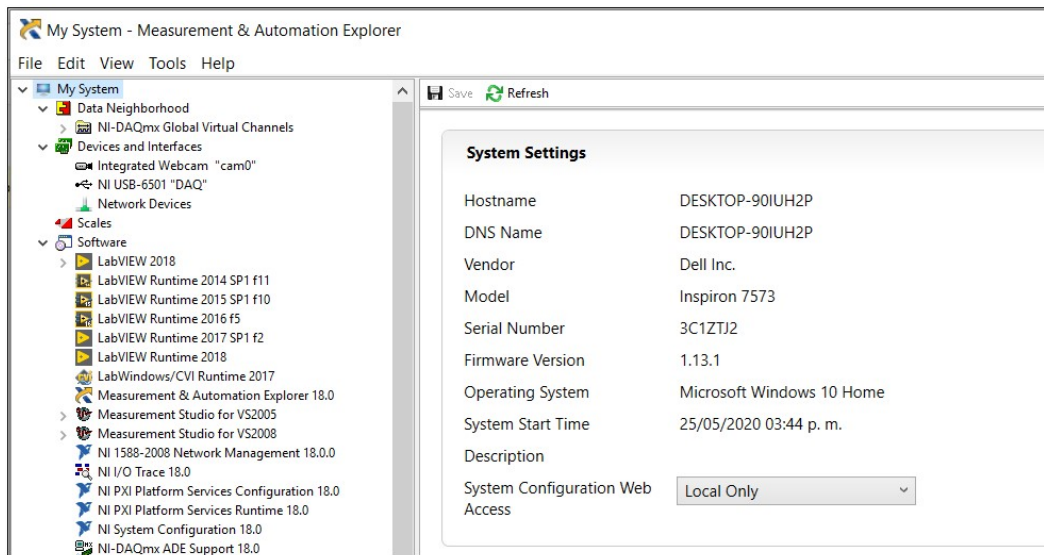 My System - Measurement & Automation Explorer
File Edit View Tools Help
My System
Data Neighborhood
NI-DAQmx Global Virtual Channels
Devices and Interfaces
Integrated Webcam "cam0"
NI USB-6501 "DAQ"
Network Devices
Scales
Software
LabVIEW 2018
LabVIEW Runtime 2014 SP1 f11
LabVIEW Runtime 2015 SP1 f10
LabVIEW Runtime 2016 f5
LabVIEW Runtime 2017 SP1 f2
LabVIEW Runtime 2018
LabWindows/CVI Runtime 2017
Measurement & Automation Explorer 18.0
Measurement Studio for VS2005
Measurement Studio for VS2008
NI 1588-2008 Network Management 18.0.0
NI I/O Trace 18.0
NI PXI Platform Services Configuration 18.0
NI PXI Platform Services Runtime 18.0
NI System Configuration 18.0
NI-DAQmx ADE Support 18.0
Save Refresh
System Settings
Hostname DESKTOP-90IUH2P
DNS Name DESKTOP-90IUH2P
Vendor Dell Inc.
Model Inspiron 7573
Serial Number 3C1ZTJ2
Firmware Version 1.13.1
Operating System Microsoft Windows 10 Home
System Start Time 25/05/2020 03:44 p. m.
Description
System Configuration Web Access Local Only